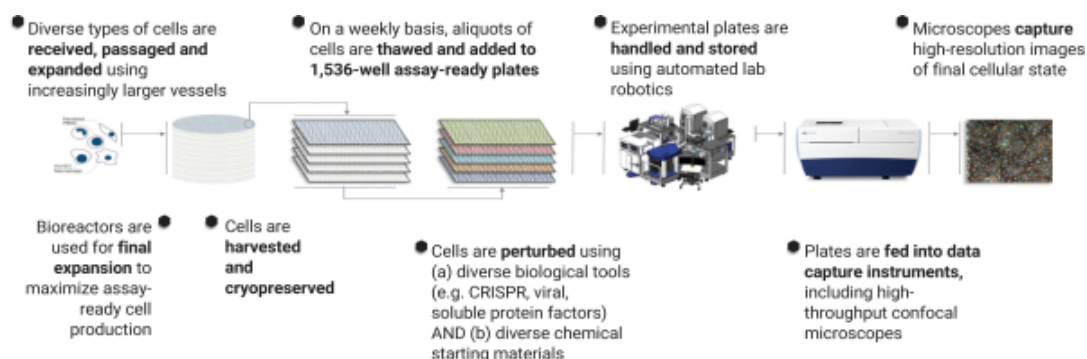 Diverse types of cells are
received, passaged and
expanded using
increasingly larger vessels
On a weekly basis, aliquots of
cells are thawed and added to
1,536-well assay-ready plates
Experimental plates are
handled and stored
using automated lab
robotics
Microscopes capture
high-resolution images
of final cellular state
Bioreactors are
used for final
expansion to
maximize assay-
ready cell
production
Cells are
harvested
and
cryopreserved
Cells are perturbed using
(a) diverse biological tools
(e.g. CRISPR, viral,
soluble protein factors)
AND (b) diverse chemical
starting materials
Plates are fed into data
capture instruments,
including high-
throughput confocal
microscopes